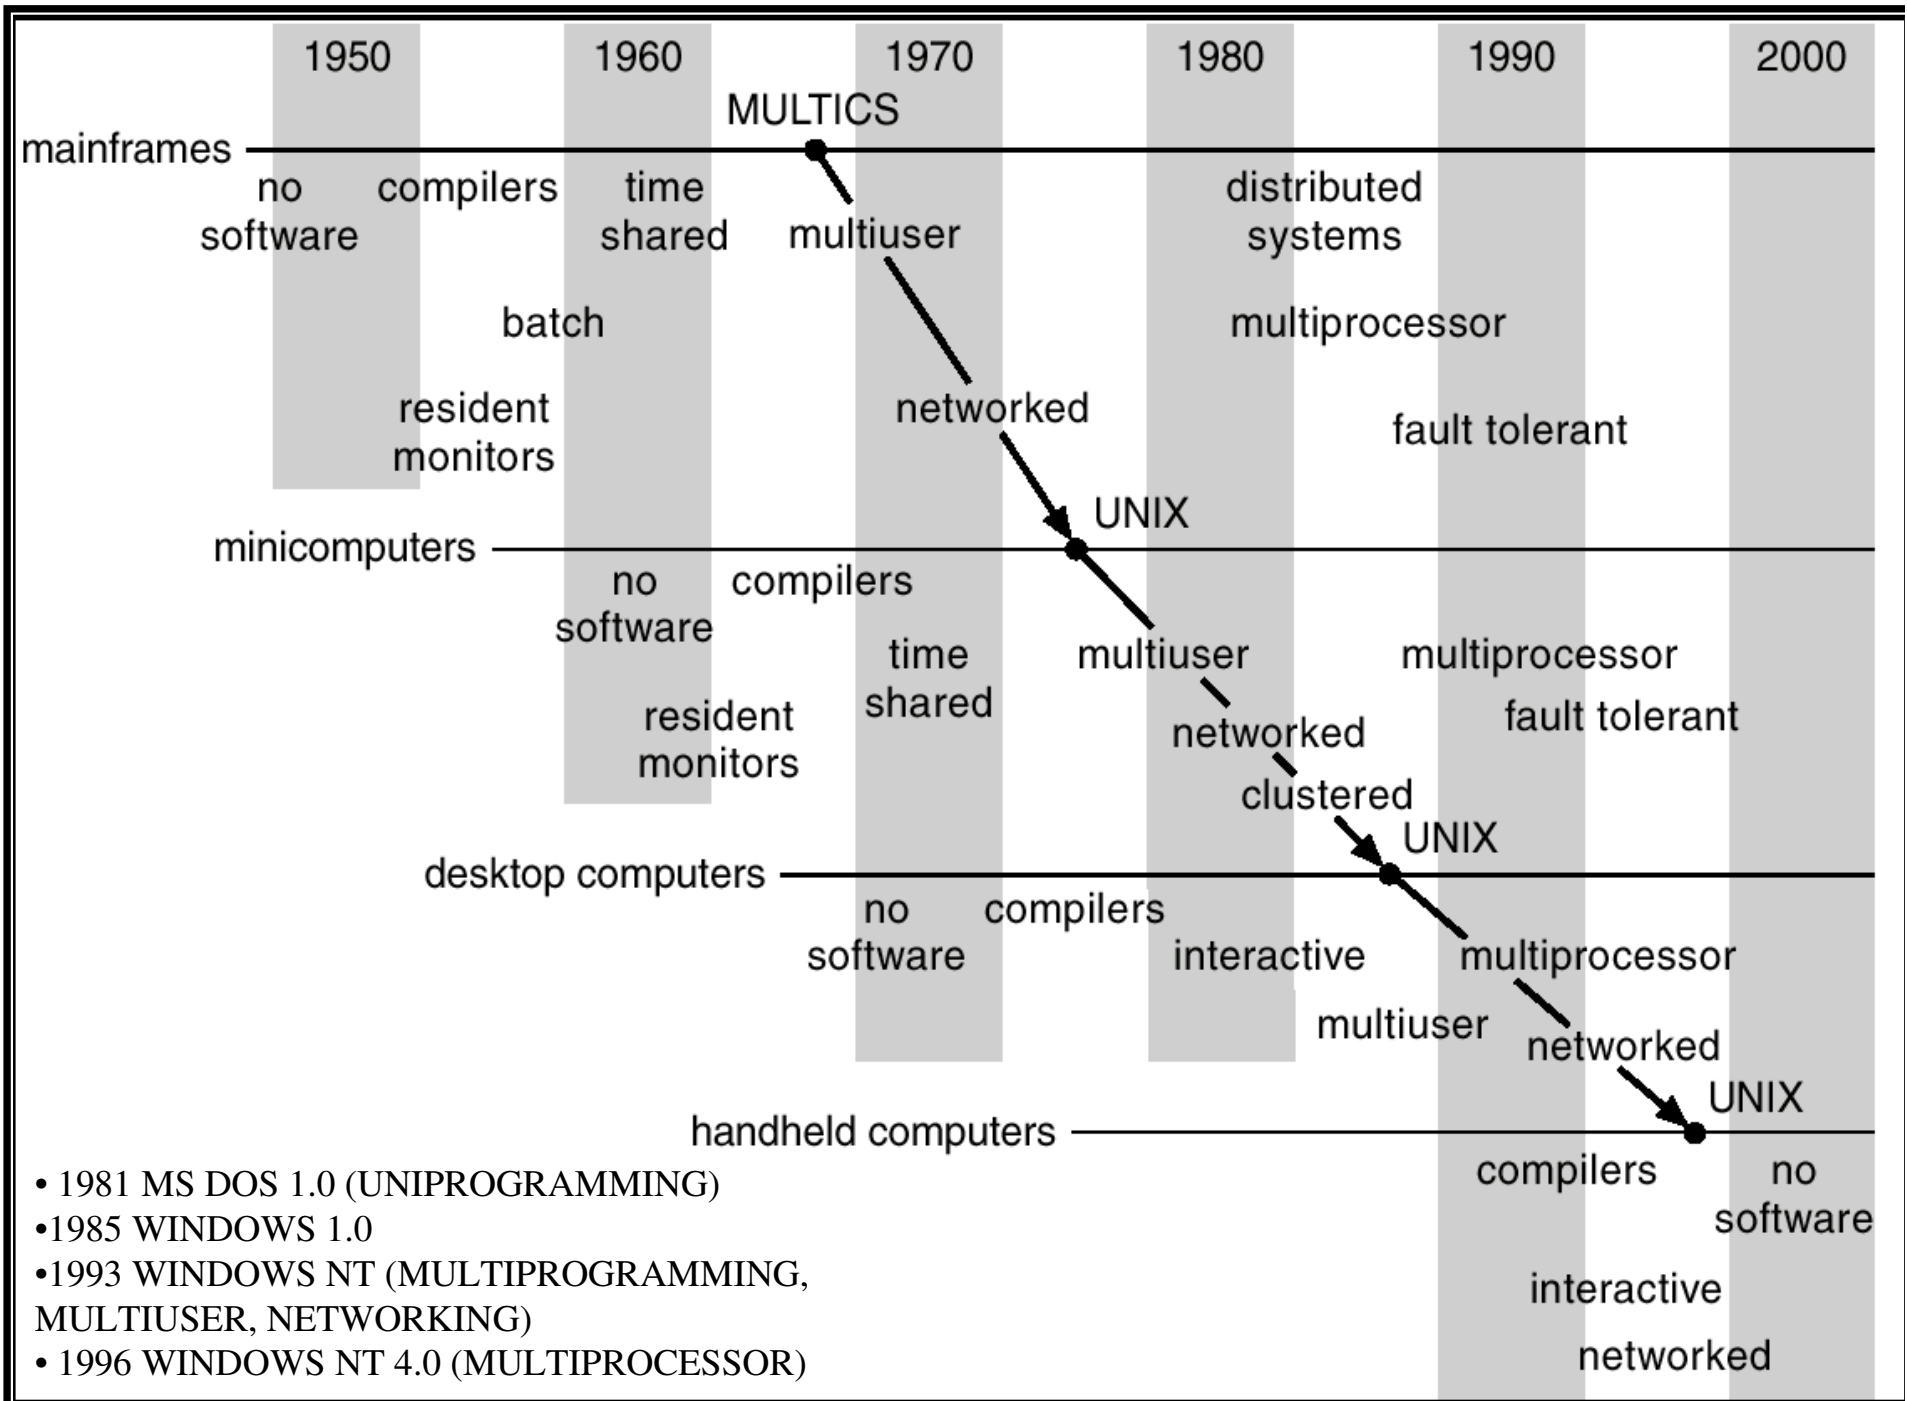 1950 1960 1970 1980 1990 2000
MULTICS
mainframes
no compilers time distributed
software shared multiuser systems
batch multiprocessor
resident networked
monitors fault tolerant
UNIX
minicomputers
no compilers
software
time multiuser multiprocessor
shared
resident networked fault tolerant
monitors
clustered
UNIX
desktop computers
no compilers
software interactive multiprocessor
multiuser
networked
UNIX
handheld computers
compilers no
software
interactive
networked
• 1981 MS DOS 1.0 (UNIPROGRAMMING)
•1985 WINDOWS 1.0
•1993 WINDOWS NT (MULTIPROGRAMMING,
MULTIUSER, NETWORKING)
• 1996 WINDOWS NT 4.0 (MULTIPROCESSOR)